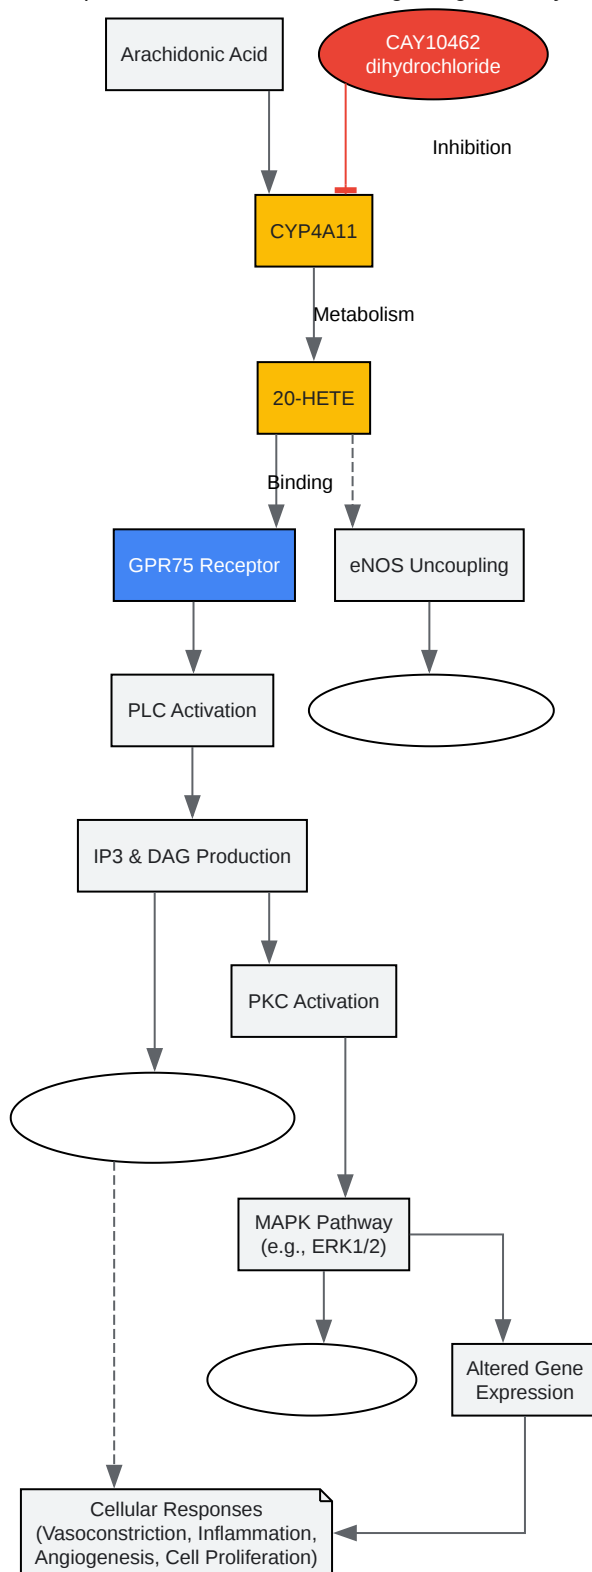 Arachidonic Acid
CAY10462
dihydrochloride
Inhibition
CYP4A11
Metabolism
20-HETE
Binding
GPR75 Receptor
eNOS Uncoupling
PLC Activation
IP3 & DAG Production
PKC Activation
MAPK Pathway
(e.g., ERK1/2)
Altered Gene
Expression
Cellular Responses
(Vasoconstriction, Inflammation,
Angiogenesis, Cell Proliferation)